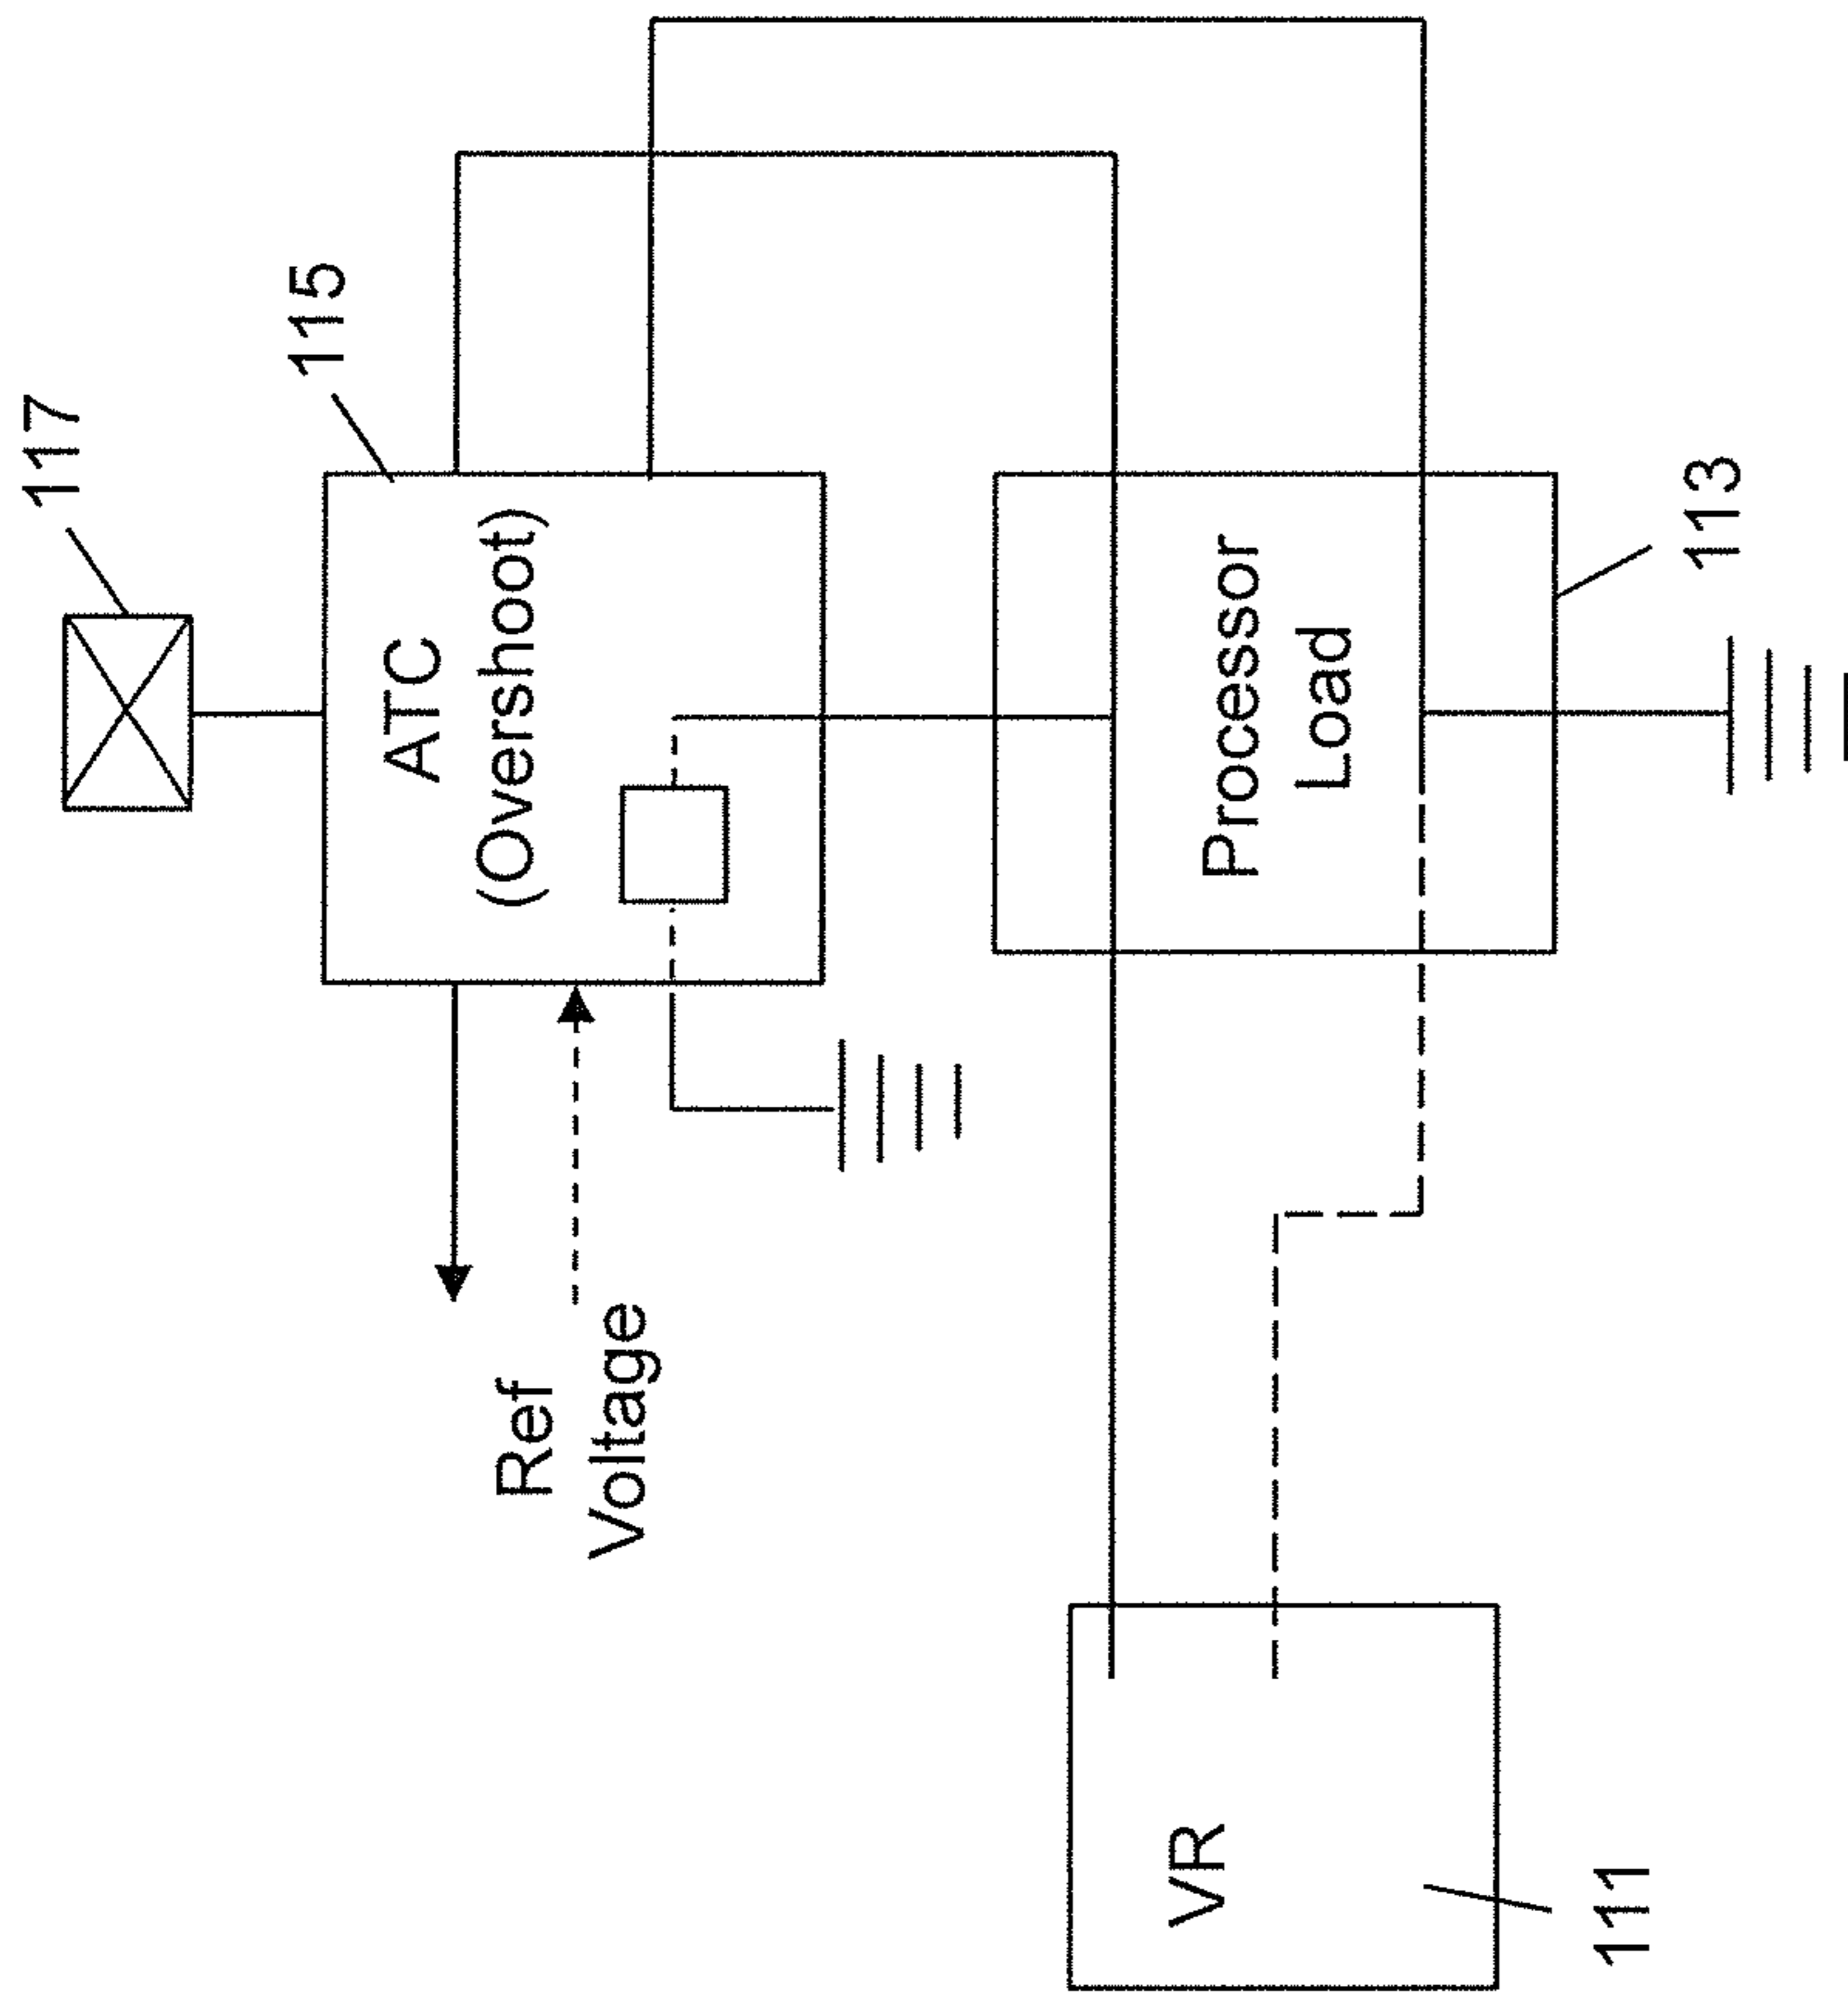 117
115
ATC
(Overshoot)
Ref
Voltage
Processor
Load
113
VR
111